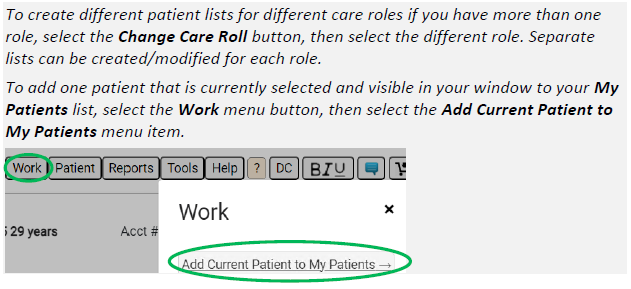 To create different patient lists for different care roles if you have more than one
role, select the Change Care Roll button, then select the different role. Separate
lists can be created/modified for each role.
To add one patient that is currently selected and visible in your window to your My
Patients list, select the Work menu button, then select the Add Current Patient to
My Patients menu item.
Work Patient Reports Tools Help ? DC B I U
Work ×
29 years Acct #
Add Current Patient to My Patients →